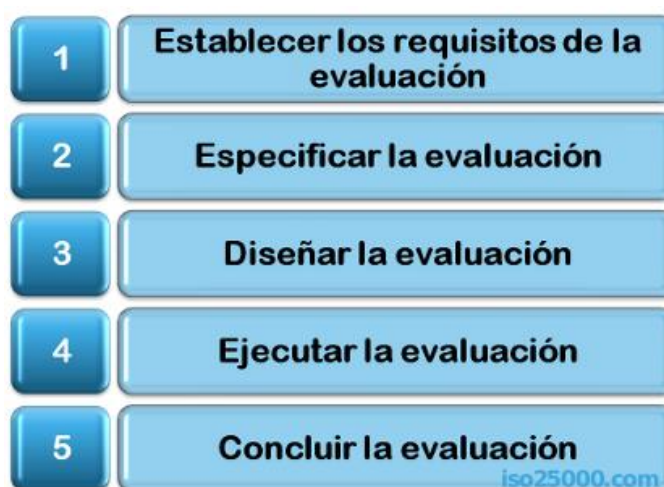 1
Establecer los requisitos de la
evaluación
2
Especificar la evaluación
3
Diseñar la evaluación
4
Ejecutar la evaluación
5
Concluir la evaluación
iso25000.com